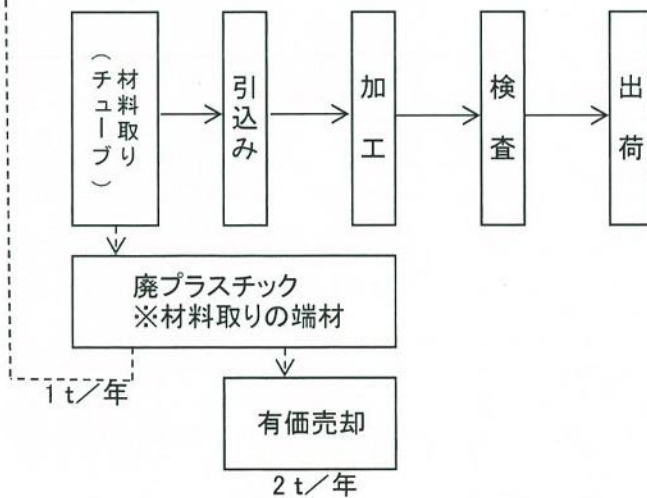 材料取り
（チューブ）
引込み
加工
検査
出荷
廃プラスチック
※材料取りの端材
1t／年
有価売却
2t／年